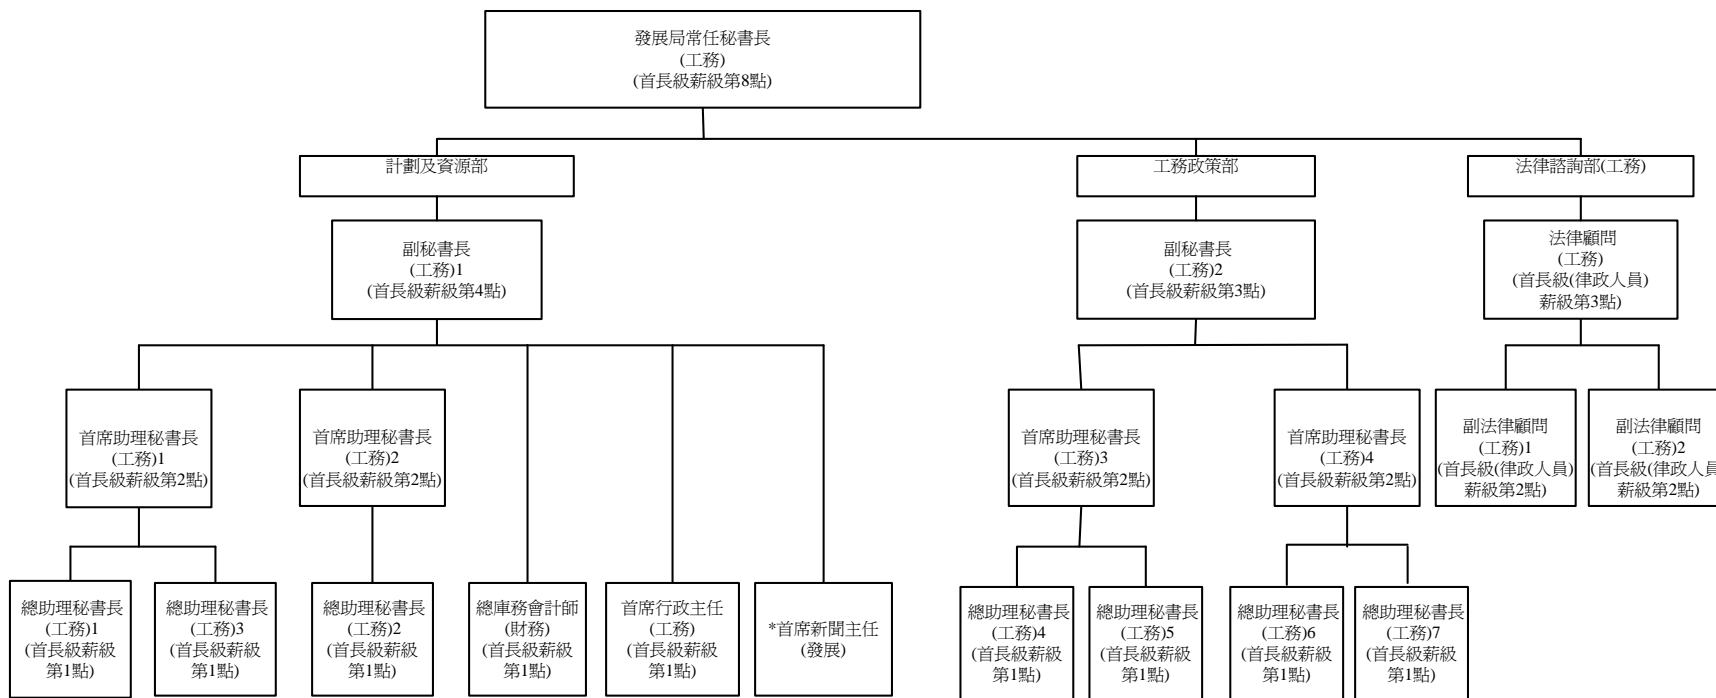 發展局常任秘書長
(工務)
(首長級薪級第8點)
計劃及資源部
工務政策部
法律諮詢部(工務)
副秘書長
(工務)1
(首長級薪級第4點)
副秘書長
(工務)2
(首長級薪級第3點)
法律顧問
(工務)
(首長級(律政人員)
薪級第3點)
首席助理秘書長
(工務)1
(首長級薪級第2點)
首席助理秘書長
(工務)2
(首長級薪級第2點)
首席助理秘書長
(工務)3
(首長級薪級第2點)
首席助理秘書長
(工務)4
(首長級薪級第2點)
副法律顧問
(工務)1
(首長級(律政人員)
薪級第2點)
副法律顧問
(工務)2
(首長級(律政人員
薪級第2點)
總助理秘書長
(工務)1
(首長級薪級
第1點)
總助理秘書長
(工務)3
(首長級薪級
第1點)
總助理秘書長
(工務)2
(首長級薪級
第1點)
總庫務會計師
(財務)
(首長級薪級
第1點)
首席行政主任
(工務)
(首長級薪級
第1點)
*首席新聞主任
(發展)
總助理秘書長
(工務)4
(首長級薪級
第1點)
總助理秘書長
(工務)5
(首長級薪級
第1點)
總助理秘書長
(工務)6
(首長級薪級
第1點)
總助理秘書長
(工務)7
(首長級薪級
第1點)